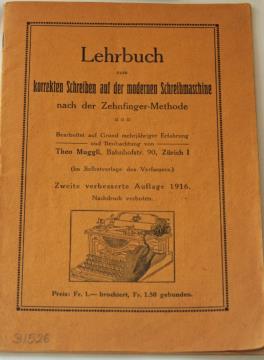 Lehrbuch
zum
korrekten Schreiben auf der modernen Schreibmaschine
nach der Zehnfinger-Methode
Bearbeitet auf Grund mehrjähriger Erfahrung
— und Beobachtung von —
Theo Muggli, Bahnhofstr. 90, Zürich I
(Im Selbstverlage des Verfassers.)
Zweite verbesserte Auflage 1916.
Nachdruck verboten.
Preis: Fr. 1.— brochiert, Fr. 1.50 gebunden.
31526